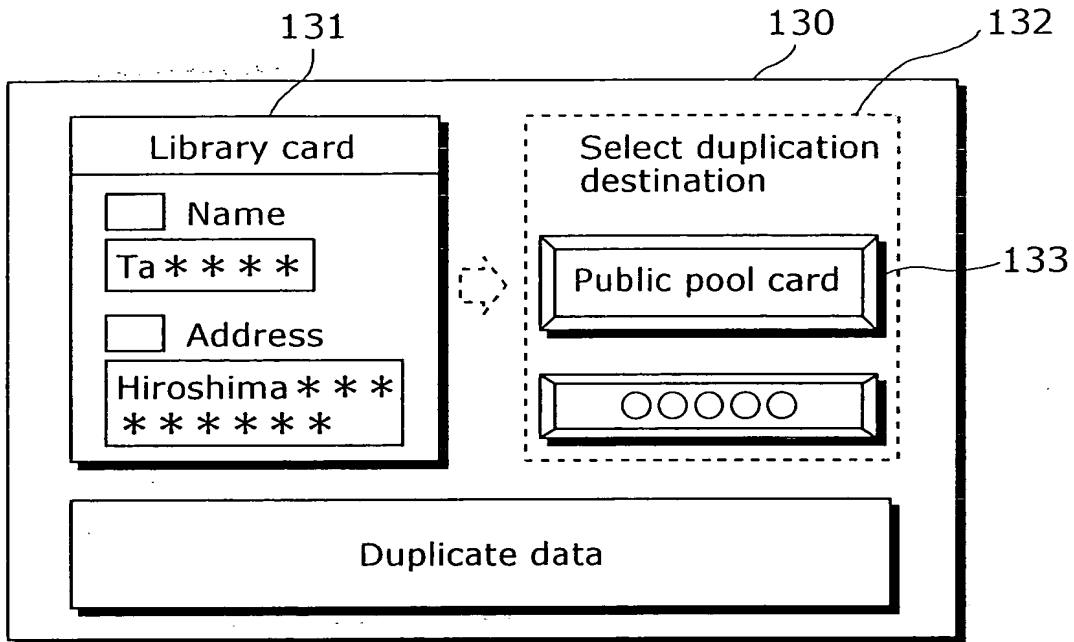 131
130
132
Library card
Select duplication
destination
Name
Ta＊＊＊＊
Public pool card
133
Address
Hiroshima＊＊＊
＊＊＊＊＊＊
○○○○○
Duplicate data